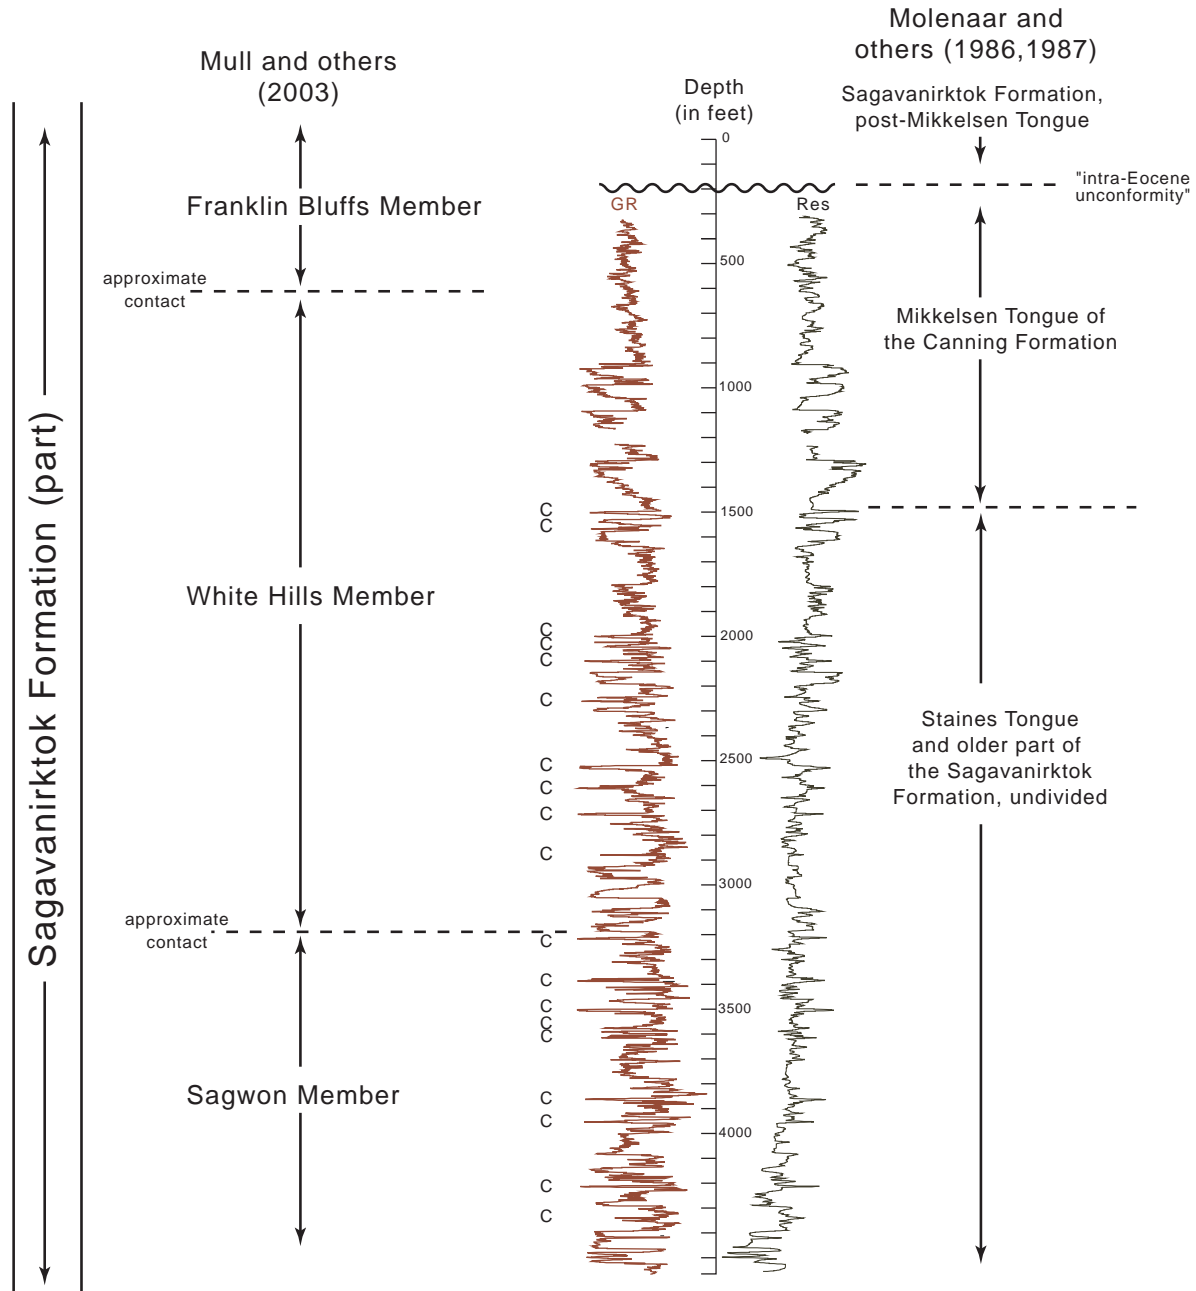 Mull and others
(2003)
Molenaar and
others (1986,1987)
Depth
(in feet)
Sagavanirktok Formation,
post-Mikkelsen Tongue
0
"intra-Eocene
unconformity"
Franklin Bluffs Member
GR
Res
500
approximate
contact
Mikkelsen Tongue of
the Canning Formation
1000
Sagavanirktok Formation (part)
C
1500
C
White Hills Member
C
2000
C
C
C
Staines Tongue
and older part of
the Sagavanirktok
Formation, undivided
2500
C
C
C
C
3000
approximate
contact
C
C
3500
C
C
C
Sagwon Member
C
C
4000
C
C